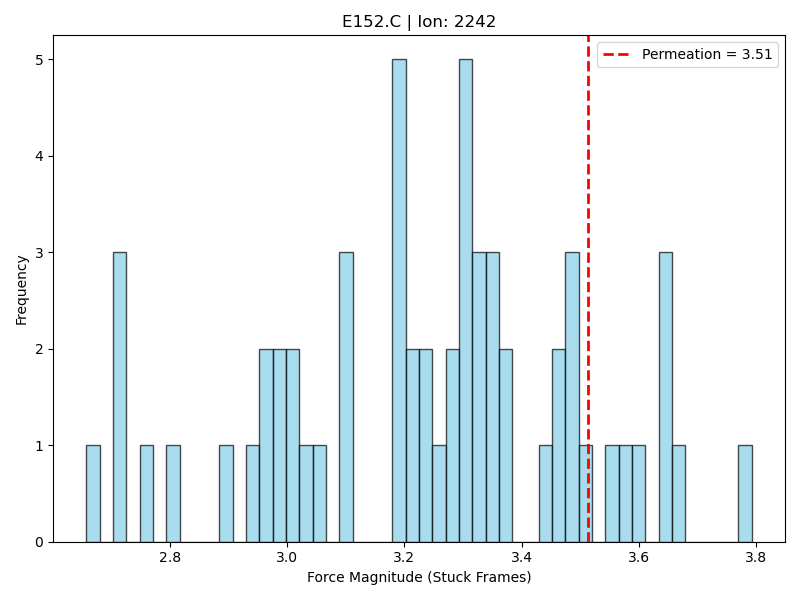 E152.C | Ion: 2242
Permeation = 3.51
5
4
3
2
1
0
Frequency
2.8 3.0 3.2 3.4 3.6 3.8
Force Magnitude (Stuck Frames)